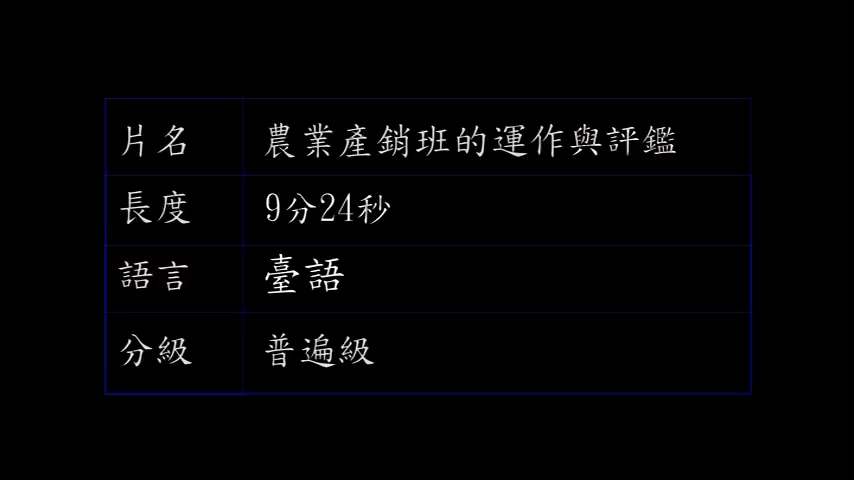 片名 農業產銷班的運作與評鑑
長度 9分24秒
語言 臺語
分級 普遍級